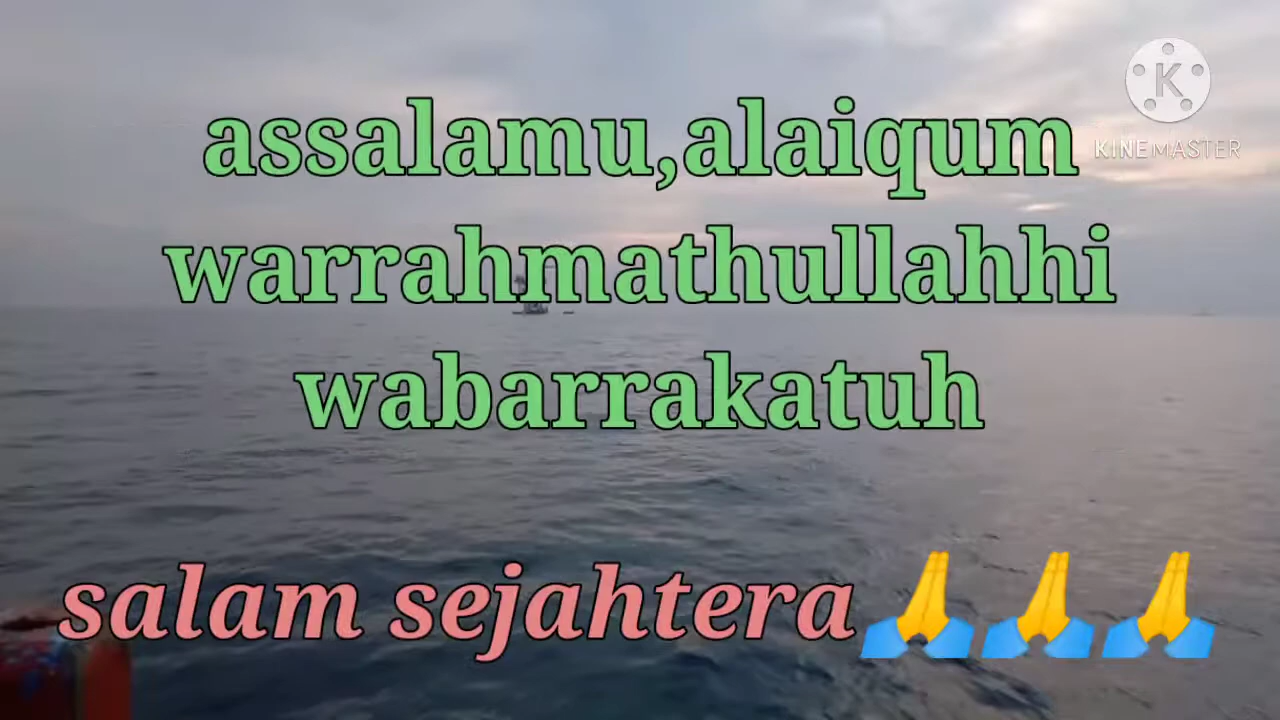 assalamu,alaiqum
warrahmathullahhi
wabarrakatuh
salam sejahtera🙏🙏🙏
K
KINEMASTER